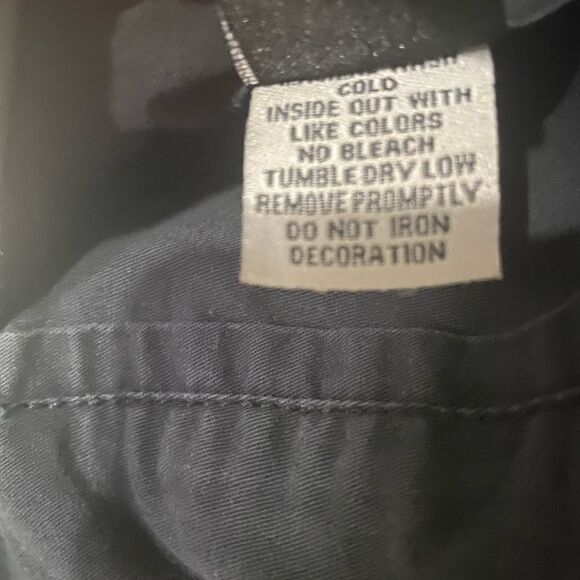 COLD
INSIDE OUT WITH
LIKE COLORS
NO BLEACH
TUMBLE DRY LOW
REMOVE PROMPTLY
DO NOT IRON
DECORATION